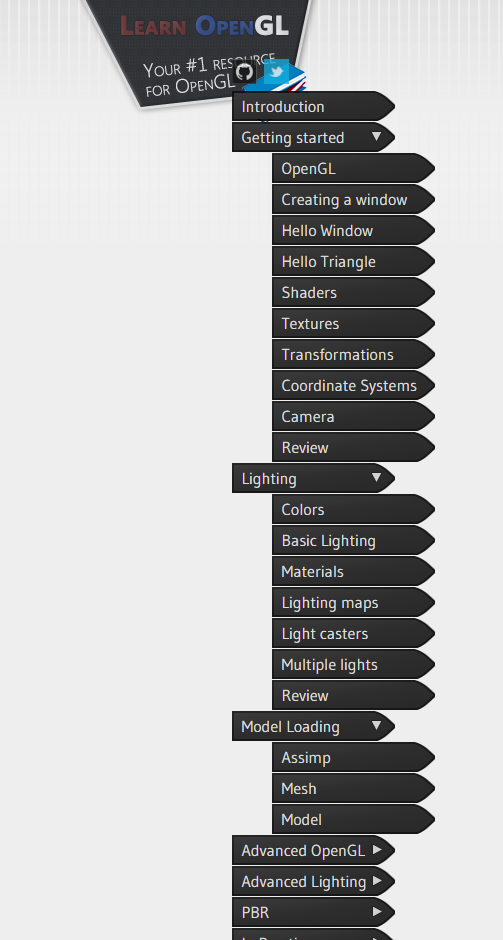 Learn OpenGL
Your #1 resource
for OpenGL
Introduction
Getting started
OpenGL
Creating a window
Hello Window
Hello Triangle
Shaders
Textures
Transformations
Coordinate Systems
Camera
Review
Lighting
Colors
Basic Lighting
Materials
Lighting maps
Light casters
Multiple lights
Review
Model Loading
Assimp
Mesh
Model
Advanced OpenGL
Advanced Lighting
PBR